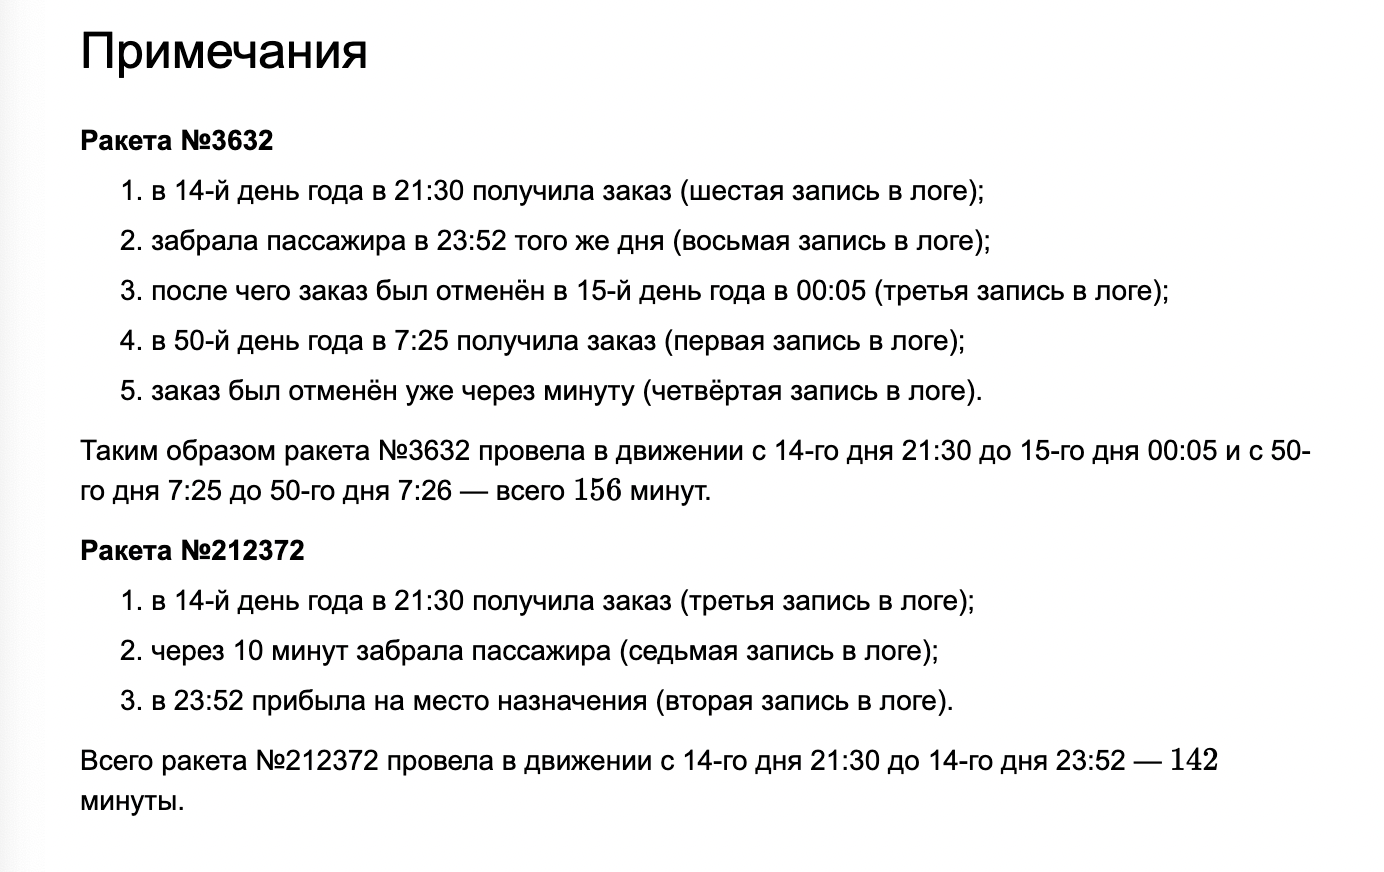 Примечания
Ракета №3632
1. в 14-й день года в 21:30 получила заказ (шестая запись в логе);
2. забрала пассажира в 23:52 того же дня (восьмая запись в логе);
3. после чего заказ был отменён в 15-й день года в 00:05 (третья запись в логе);
4. в 50-й день года в 7:25 получила заказ (первая запись в логе);
5. заказ был отменён уже через минуту (четвёртая запись в логе).
Таким образом ракета №3632 провела в движении с 14-го дня 21:30 до 15-го дня 00:05 и с 50-
го дня 7:25 до 50-го дня 7:26 — всего 156 минут.
Ракета №212372
1. в 14-й день года в 21:30 получила заказ (третья запись в логе);
2. через 10 минут забрала пассажира (седьмая запись в логе);
3. в 23:52 прибыла на место назначения (вторая запись в логе).
Всего ракета №212372 провела в движении с 14-го дня 21:30 до 14-го дня 23:52 — 142
минуты.